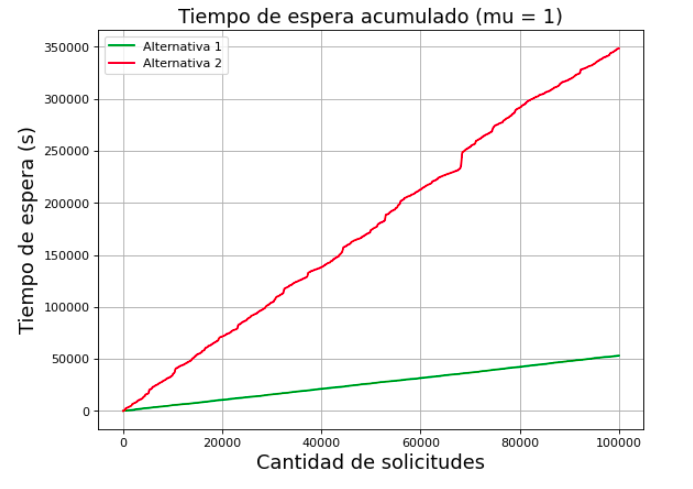 Tiempo de espera acumulado (mu = 1)
Alternativa 1
Alternativa 2
350000
300000
250000
200000
150000
100000
50000
0
Tiempo de espera (s)
0 20000 40000 60000 80000 100000
Cantidad de solicitudes